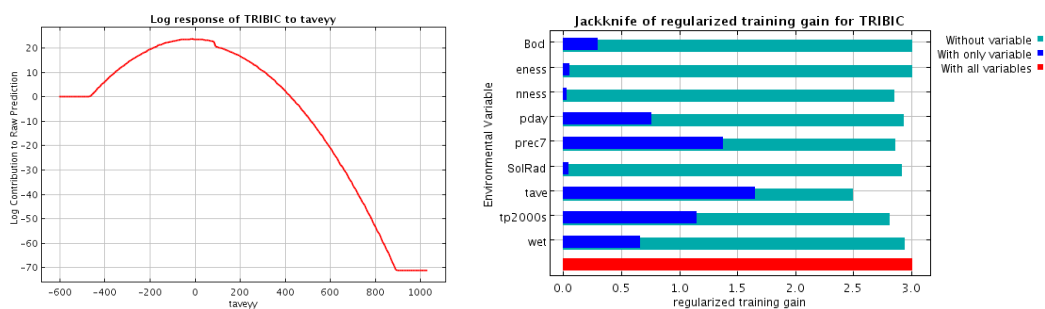 Log response of TRIBIC to taveyy
Log Contribution to Raw Prediction
20
10
0
-10
-20
-30
-40
-50
-60
-70
-600
-400
-200
0
200
400
600
800
1000
taveyy
Jackknife of regularized training gain for TRIBIC
Environmental Variable
Bod
eness
nness
pday
prec7
SolRad
tave
tp2000s
wet
0.0
0.5
1.0
1.5
2.0
2.5
3.0
regularized training gain
Without variable
With only variable
With all variables